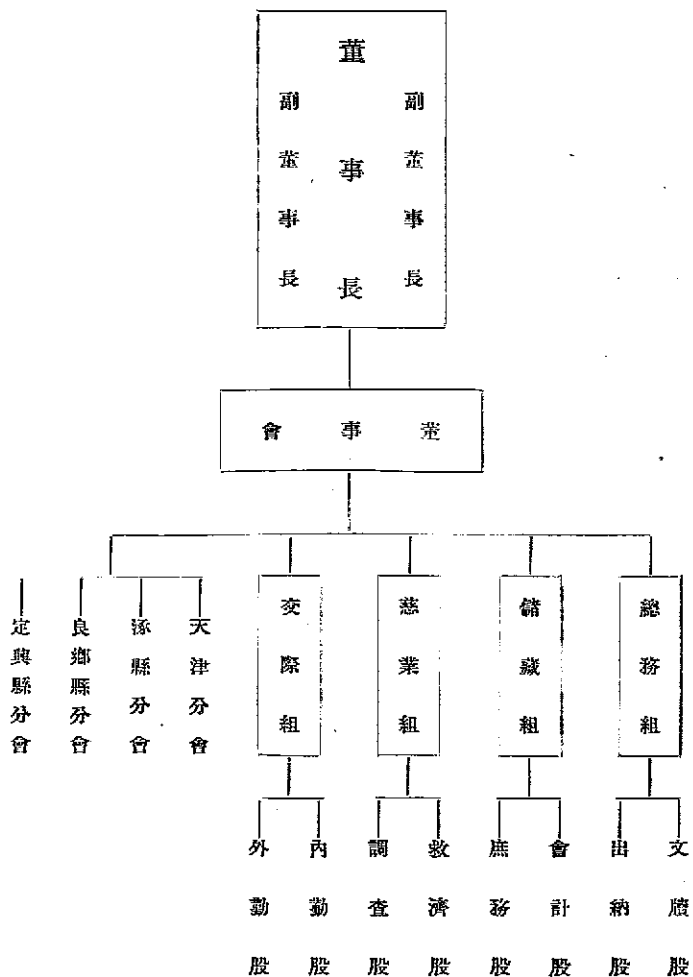 董事長
副董事長
副董事長
董事會
總務組
儲藏組
慈業組
交際組
天津分會
涿縣分會
良鄉縣分會
定興縣分會
文牘股
出納股
會計股
庶務股
救濟股
調查股
內勤股
外勤股